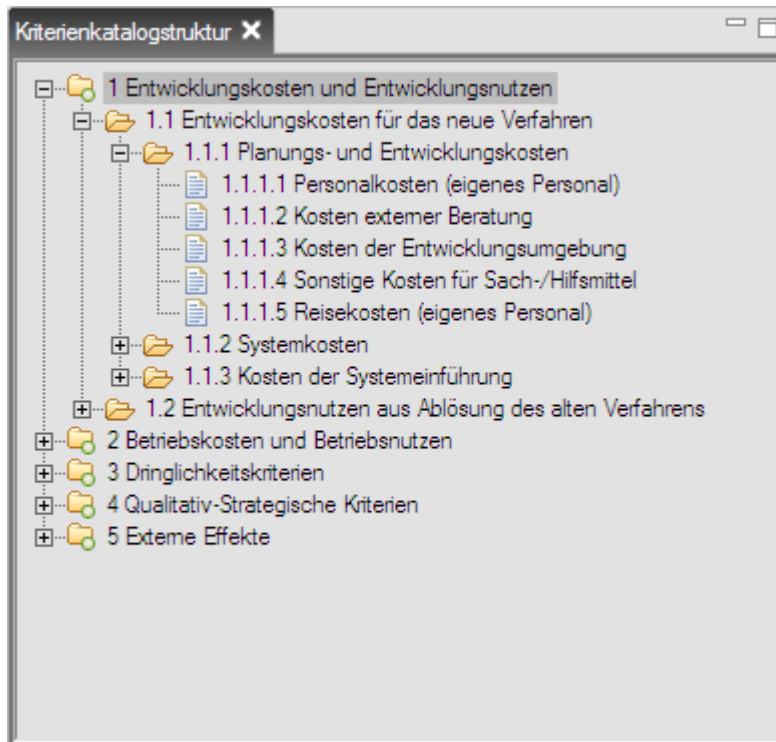 Kriterienkatalogstruktur
1 Entwicklungskosten und Entwicklungsnutzen
1.1 Entwicklungskosten für das neue Verfahren
1.1.1 Planungs- und Entwicklungskosten
1.1.1.1 Personalkosten (eigenes Personal)
1.1.1.2 Kosten externer Beratung
1.1.1.3 Kosten der Entwicklungsumgebung
1.1.1.4 Sonstige Kosten für Sach-/Hilfsmittel
1.1.1.5 Reisekosten (eigenes Personal)
1.1.2 Systemkosten
1.1.3 Kosten der Systemeinführung
1.2 Entwicklungsnutzen aus Ablösung des alten Verfahrens
2 Betriebskosten und Betriebsnutzen
3 Dringlichkeitskriterien
4 Qualitativ-Strategische Kriterien
5 Externe Effekte